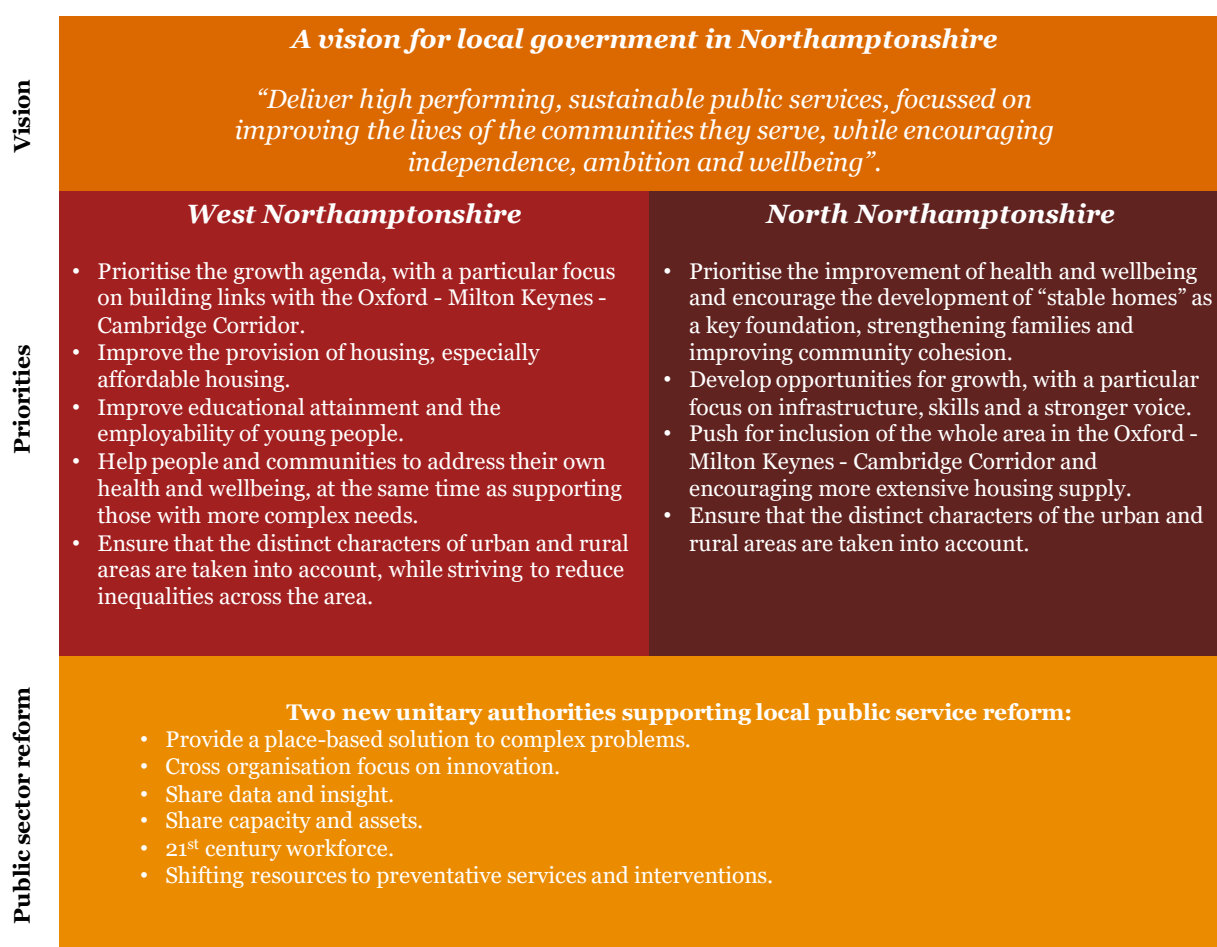 Vision
A vision for local government in Northamptonshire
“Deliver high performing, sustainable public services, focussed on
improving the lives of the communities they serve, while encouraging
independence, ambition and wellbeing”.
Priorities
West Northamptonshire
• Prioritise the growth agenda, with a particular focus
on building links with the Oxford - Milton Keynes -
Cambridge Corridor.
• Improve the provision of housing, especially
affordable housing.
• Improve educational attainment and the
employability of young people.
• Help people and communities to address their own
health and wellbeing, at the same time as supporting
those with more complex needs.
• Ensure that the distinct characters of urban and rural
areas are taken into account, while striving to reduce
inequalities across the area.
North Northamptonshire
• Prioritise the improvement of health and wellbeing
and encourage the development of “stable homes” as
a key foundation, strengthening families and
improving community cohesion.
• Develop opportunities for growth, with a particular
focus on infrastructure, skills and a stronger voice.
• Push for inclusion of the whole area in the Oxford -
Milton Keynes - Cambridge Corridor and
encouraging more extensive housing supply.
• Ensure that the distinct characters of the urban and
rural areas are taken into account.
Public sector reform
Two new unitary authorities supporting local public service reform:
• Provide a place-based solution to complex problems.
• Cross organisation focus on innovation.
• Share data and insight.
• Share capacity and assets.
• 21st century workforce.
• Shifting resources to preventative services and interventions.